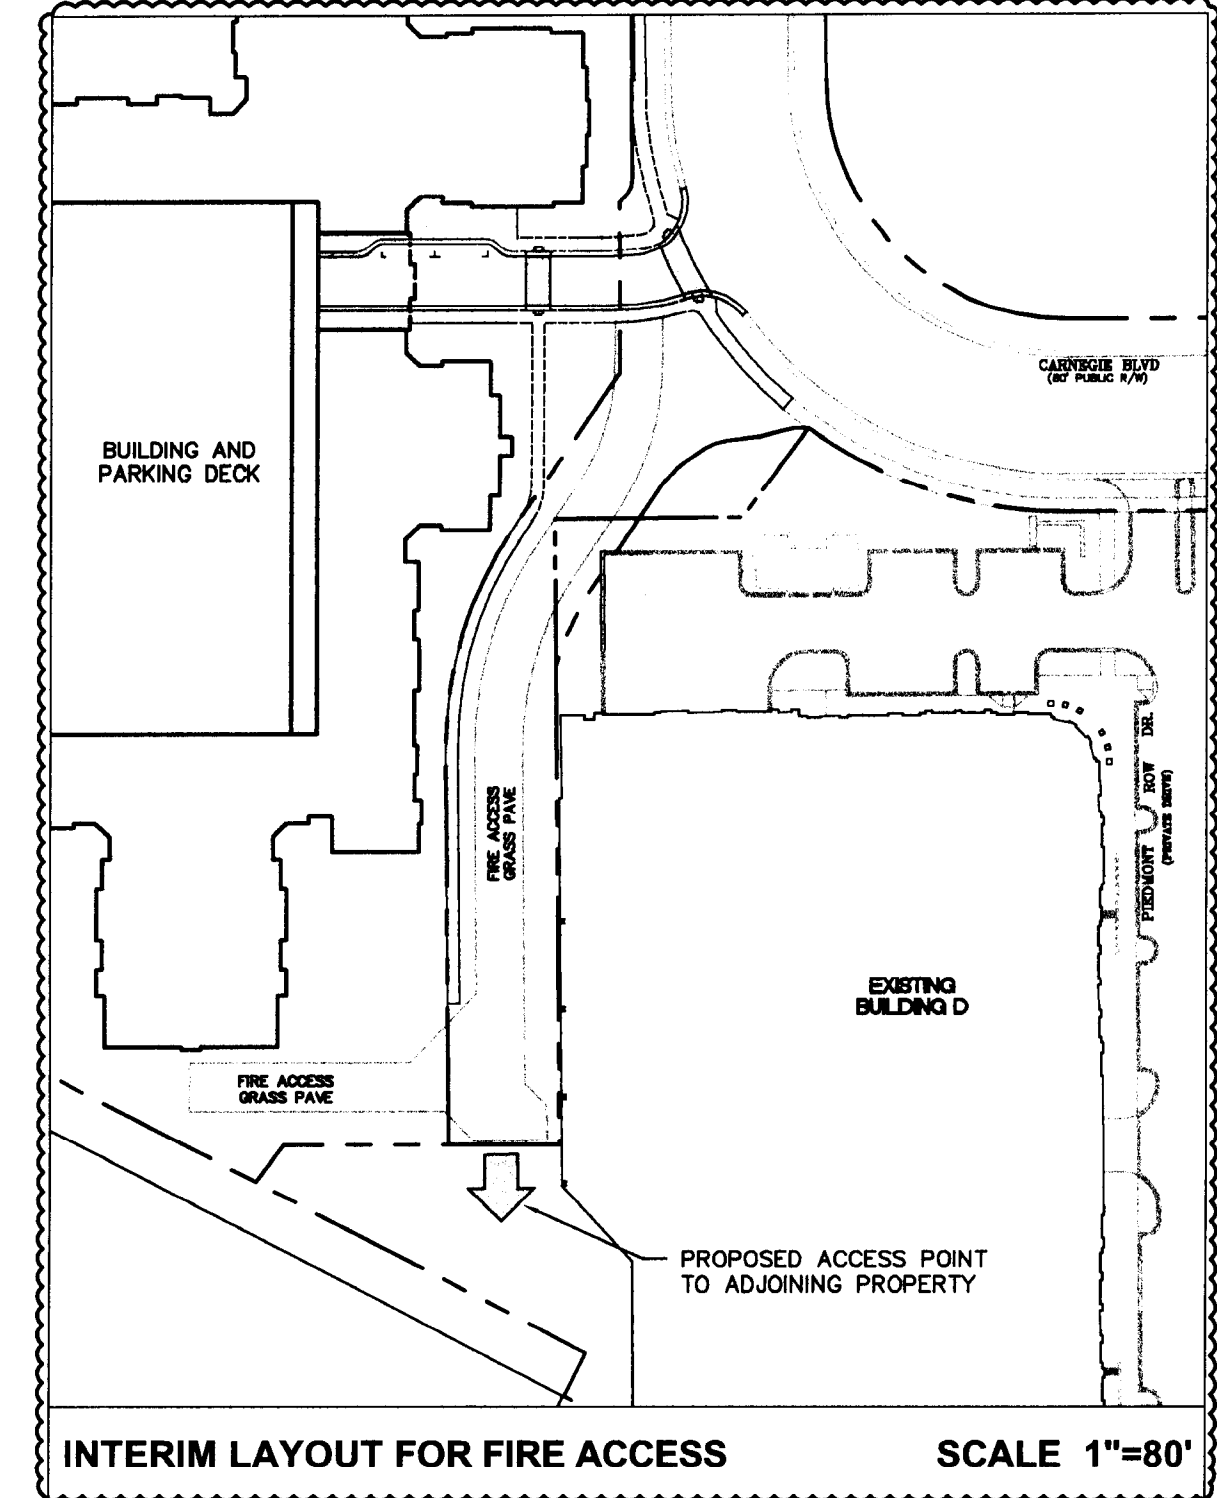 CARNEGIE BLVD
(80' PUBLIC R/W)
BUILDING AND
PARKING DECK
FIRE ACCESS
GRASS PAVE
PIEDMONT ROW DR.
(PRIVATE DRIVE)
EXISTING
BUILDING D
FIRE ACCESS
GRASS PAVE
PROPOSED ACCESS POINT
TO ADJOINING PROPERTY
INTERIM LAYOUT FOR FIRE ACCESS
SCALE 1"=80'